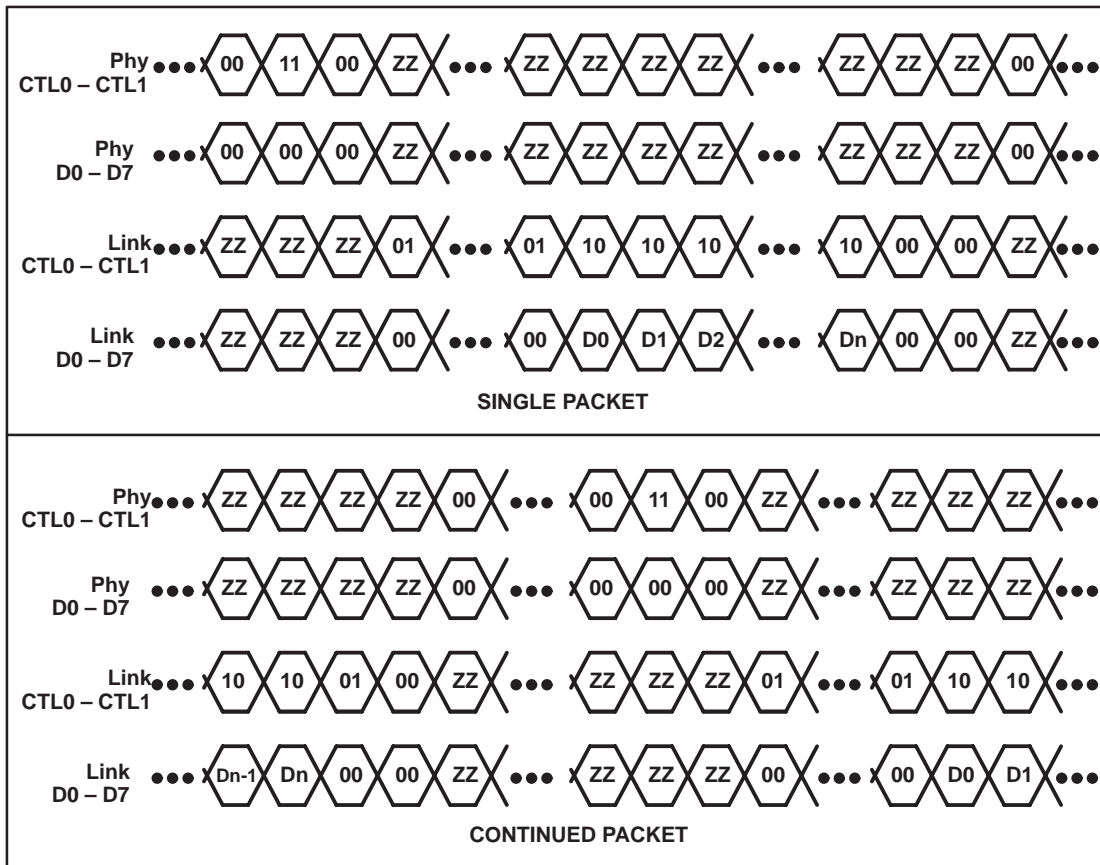 Phy
CTL0 – CTL1
00 11 00 ZZ ZZ ZZ ZZ ZZ ZZ ZZ ZZ 00
Phy
D0 – D7
00 00 00 ZZ ZZ ZZ ZZ ZZ ZZ ZZ ZZ 00
Link
CTL0 – CTL1
ZZ ZZ ZZ 01 01 10 10 10 10 00 00 ZZ
Link
D0 – D7
ZZ ZZ ZZ 00 00 D0 D1 D2 Dn 00 00 ZZ
SINGLE PACKET
Phy
CTL0 – CTL1
ZZ ZZ ZZ ZZ 00 00 11 00 ZZ ZZ ZZ ZZ
Phy
D0 – D7
ZZ ZZ ZZ ZZ 00 00 00 00 ZZ ZZ ZZ ZZ
Link
CTL0 – CTL1
10 10 01 00 ZZ ZZ ZZ ZZ 01 01 10 10
Link
D0 – D7
Dn-1 Dn 00 00 ZZ ZZ ZZ ZZ 00 00 D0 D1
CONTINUED PACKET